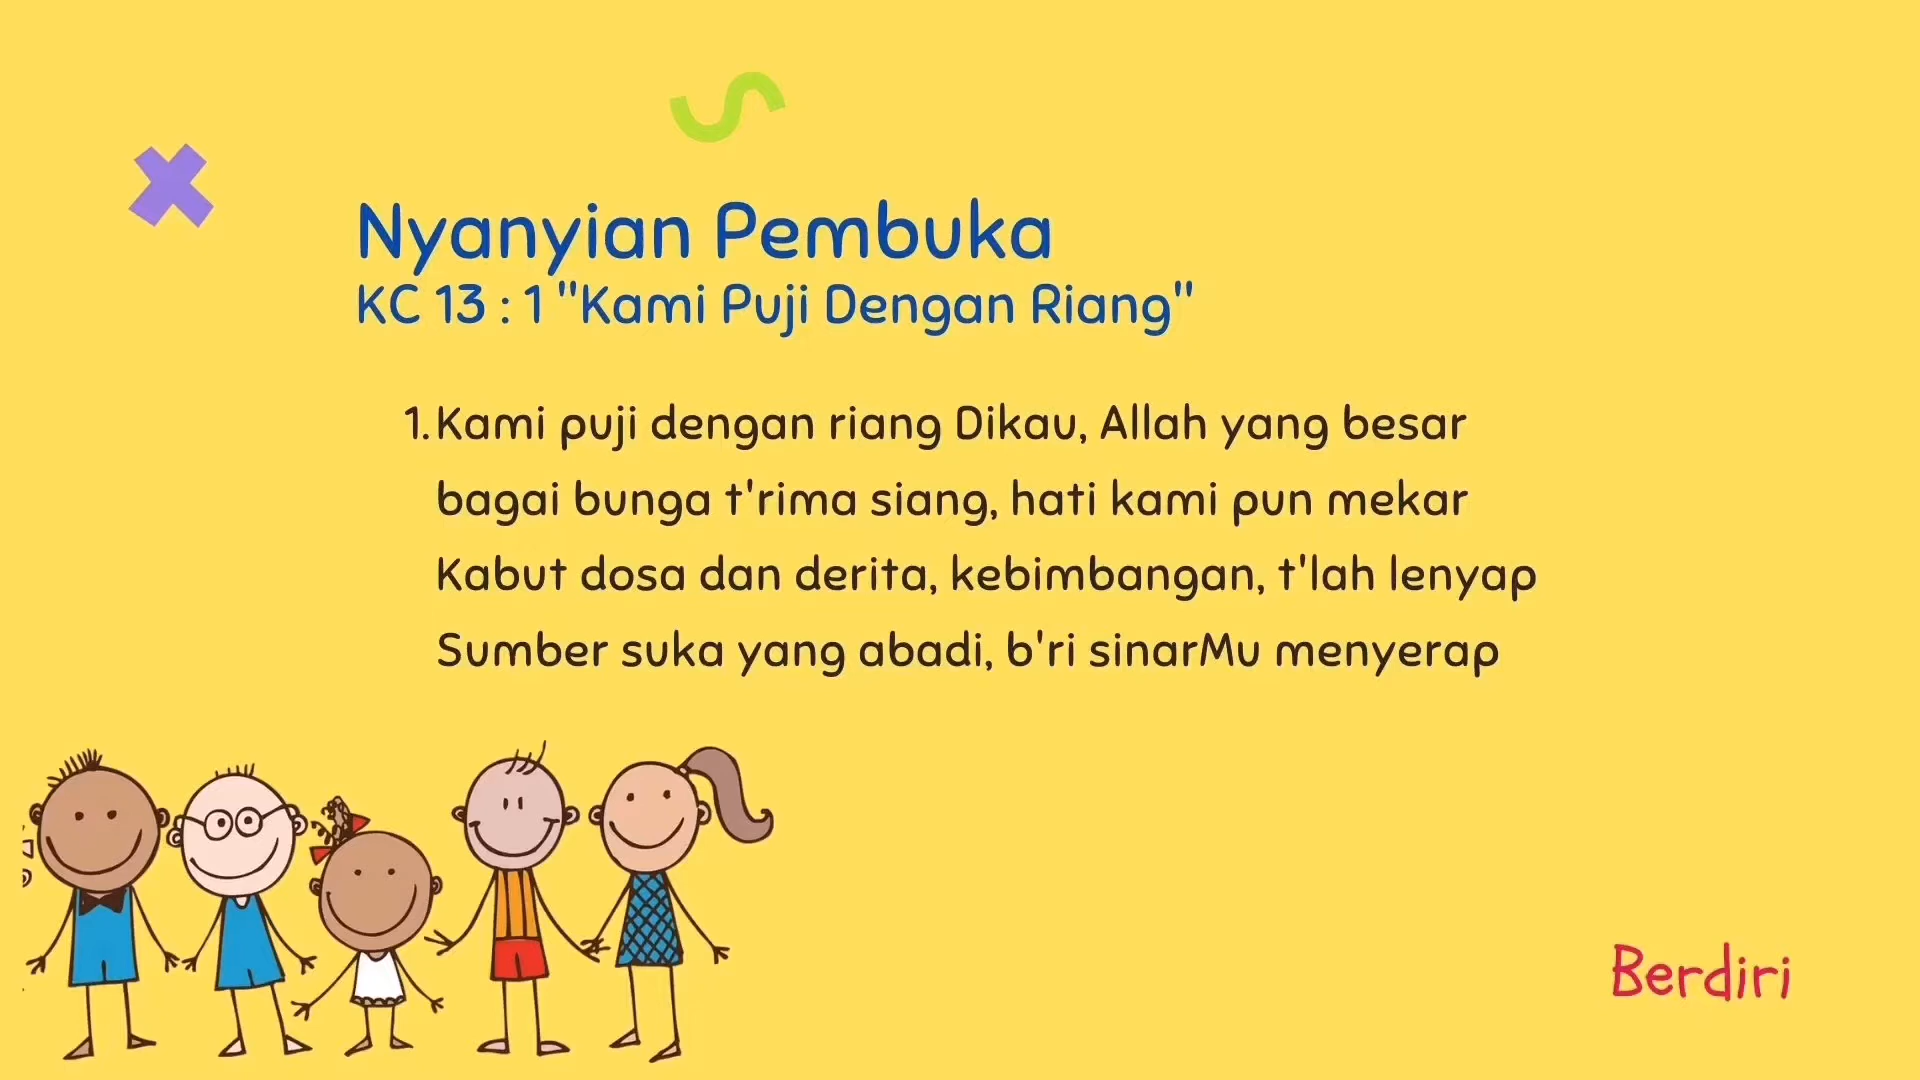 Nyanyian Pembuka
KC 13 : 1 "Kami Puji Dengan Riang"
1. Kami puji dengan riang Dikau, Allah yang besar
bagai bunga t'rima siang, hati kami pun mekar
Kabut dosa dan derita, kebimbangan, t'lah lenyap
Sumber suka yang abadi, b'ri sinarMu menyerap
Berdiri